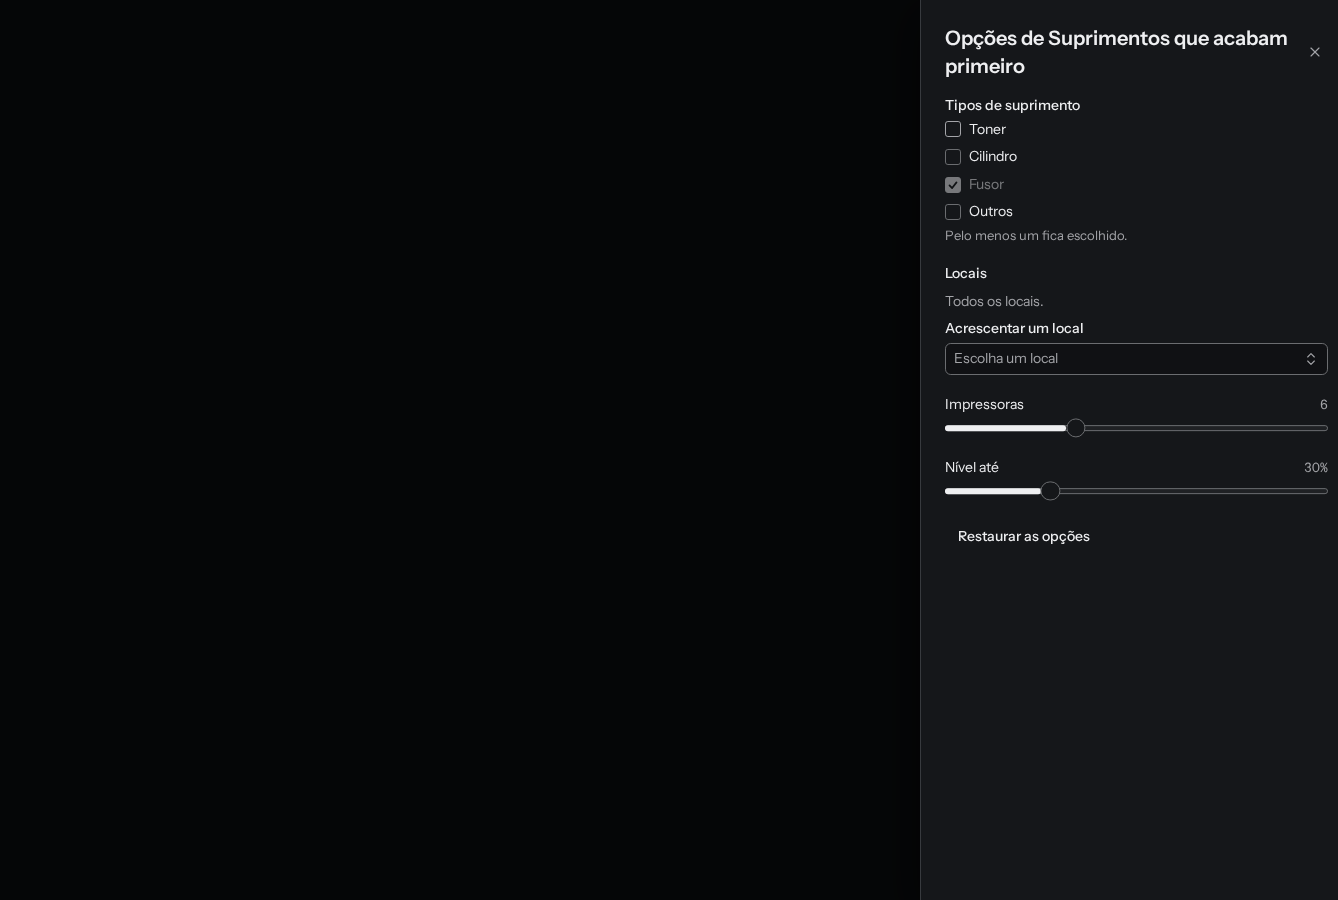 Opções de Suprimentos que acabam
primeiro
Tipos de suprimento
Toner
Cilindro
Fusor
Outros
Pelo menos um fica escolhido.
Locais
Todos os locais.
Acrescentar um local
Escolha um local
Impressoras 6
Nível até 30%
Restaurar as opções